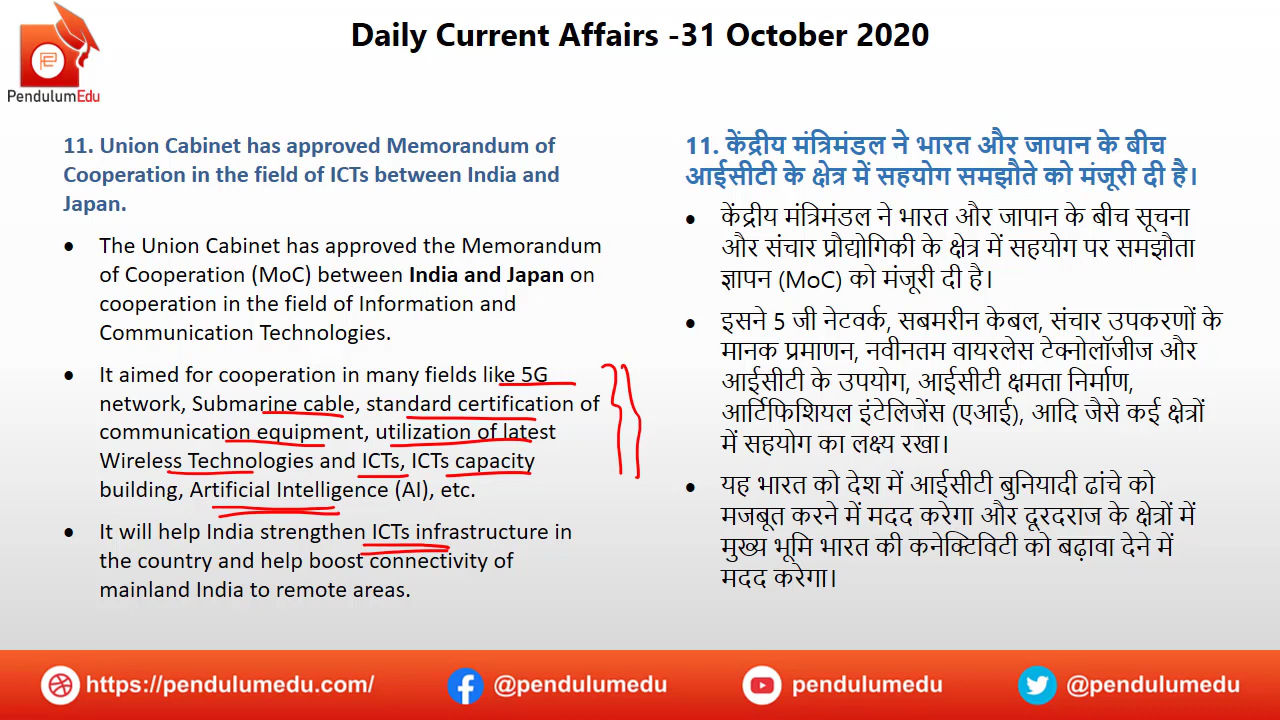 Daily Current Affairs -31 October 2020
PendulumEdu
11. Union Cabinet has approved Memorandum of
Cooperation in the field of ICTs between India and
Japan.
• The Union Cabinet has approved the Memorandum
of Cooperation (MoC) between India and Japan on
cooperation in the field of Information and
Communication Technologies.
• It aimed for cooperation in many fields like 5G
network, Submarine cable, standard certification of
communication equipment, utilization of latest
Wireless Technologies and ICTs, ICTs capacity
building, Artificial Intelligence (AI), etc.
• It will help India strengthen ICTs infrastructure in
the country and help boost connectivity of
mainland India to remote areas.
11. केंद्रीय मंत्रिमंडल ने भारत और जापान के बीच
आईसीटी के क्षेत्र में सहयोग समझौते को मंजूरी दी है।
• केंद्रीय मंत्रिमंडल ने भारत और जापान के बीच सूचना
और संचार प्रौद्योगिकी के क्षेत्र में सहयोग पर समझौता
ज्ञापन (MoC) को मंजूरी दी है।
• इसने 5 जी नेटवर्क, सबमरीन केबल, संचार उपकरणों के
मानक प्रमाणन, नवीनतम वायरलेस टेक्नोलॉजीज और
आईसीटी के उपयोग, आईसीटी क्षमता निर्माण,
आर्टिफिशियल इंटेलिजेंस (एआई), आदि जैसे कई क्षेत्रों
में सहयोग का लक्ष्य रखा।
• यह भारत को देश में आईसीटी बुनियादी ढांचे को
मजबूत करने में मदद करेगा और दूरदराज के क्षेत्रों में
मुख्य भूमि भारत की कनेक्टिविटी को बढ़ावा देने में
मदद करेगा।
https://pendulumedu.com/
@pendulumedu
pendulumedu
@pendulumedu